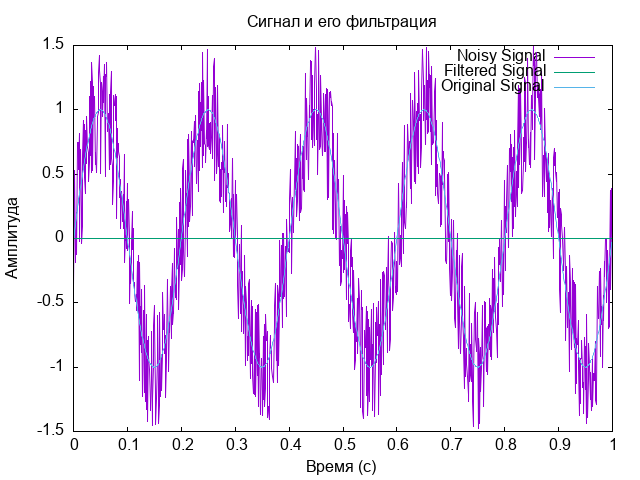 Сигнал и его фильтрация
Noisy Signal
Filtered Signal
Original Signal
Амплитуда
1.5
1
0.5
0
-0.5
-1
-1.5
0 0.1 0.2 0.3 0.4 0.5 0.6 0.7 0.8 0.9 1
Время (с)